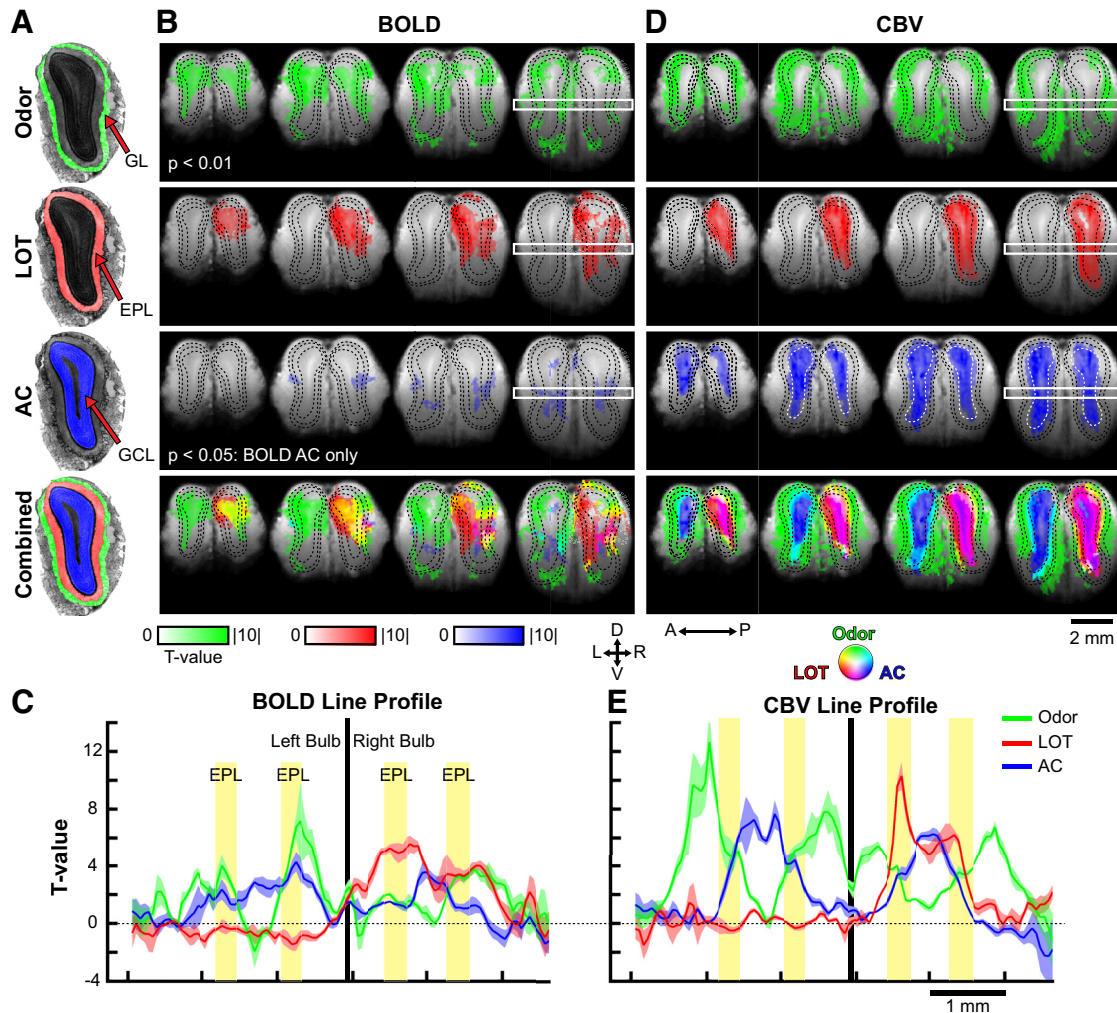 A
B
BOLD
D
CBV
Odor
GL
p < 0.01
LOT
EPL
AC
GCL
p < 0.05: BOLD AC only
Combined
0 |10| 0 |10| 0 |10|
T-value
D
L R
V
A P
2 mm
Odor
LOT AC
C
BOLD Line Profile
E
CBV Line Profile
Left Bulb Right Bulb
EPL EPL EPL EPL
Odor
LOT
AC
T-value
12
8
4
0
-4
1 mm